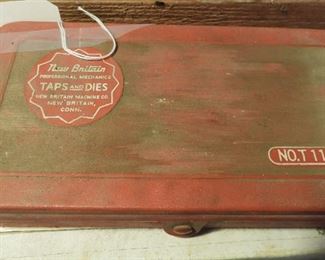 New Britain
PROFESSIONAL MECHANICS
TAPS AND DIES
NEW BRITAIN MACHINE CO.
NEW BRITAIN,
CONN.
NO.T 11